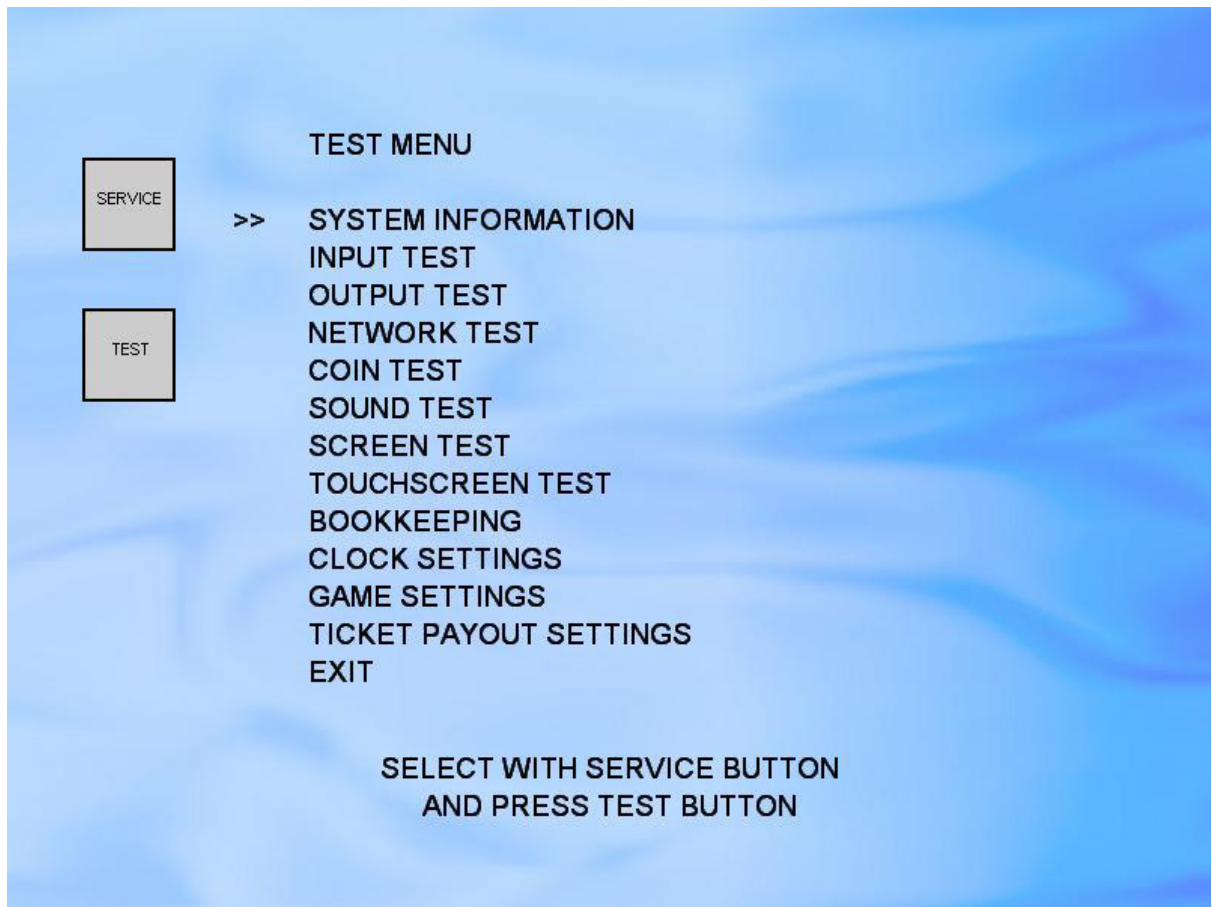 TEST MENU
SERVICE
>> SYSTEM INFORMATION
INPUT TEST
OUTPUT TEST
NETWORK TEST
TEST
COIN TEST
SOUND TEST
SCREEN TEST
TOUCHSCREEN TEST
BOOKKEEPING
CLOCK SETTINGS
GAME SETTINGS
TICKET PAYOUT SETTINGS
EXIT
SELECT WITH SERVICE BUTTON
AND PRESS TEST BUTTON